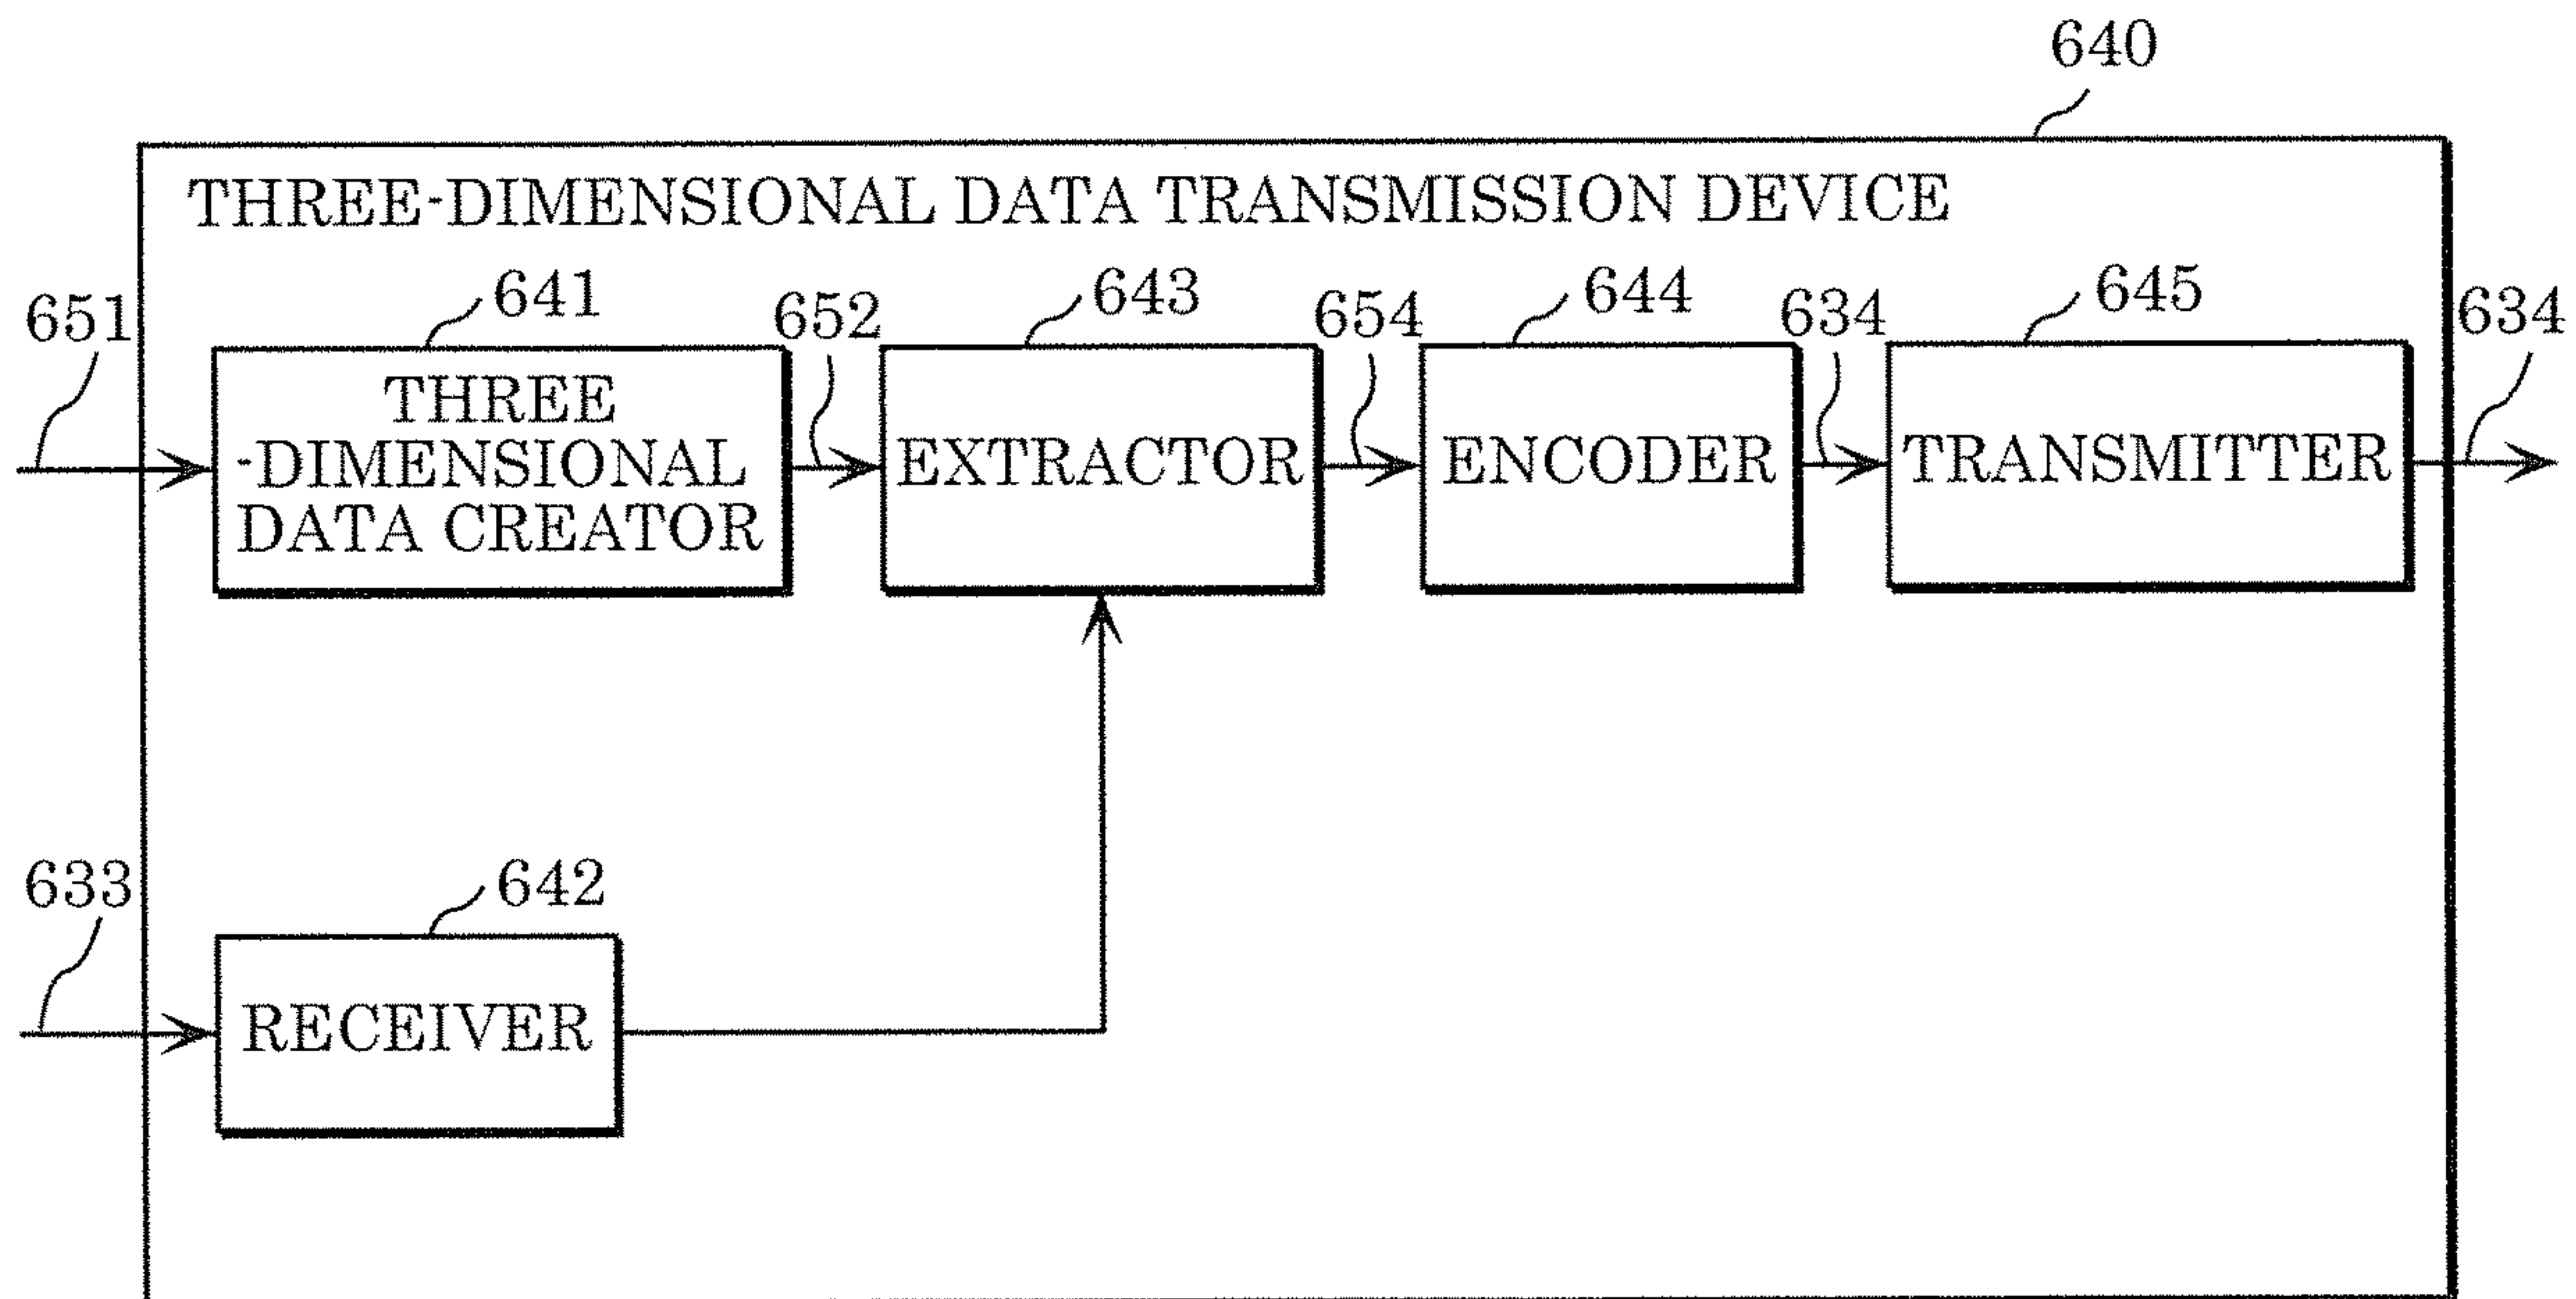 640
THREE-DIMENSIONAL DATA TRANSMISSION DEVICE
651
641
652
643
654
644
634
645
634
THREE
-DIMENSIONAL
DATA CREATOR
EXTRACTOR
ENCODER
TRANSMITTER
633
642
RECEIVER